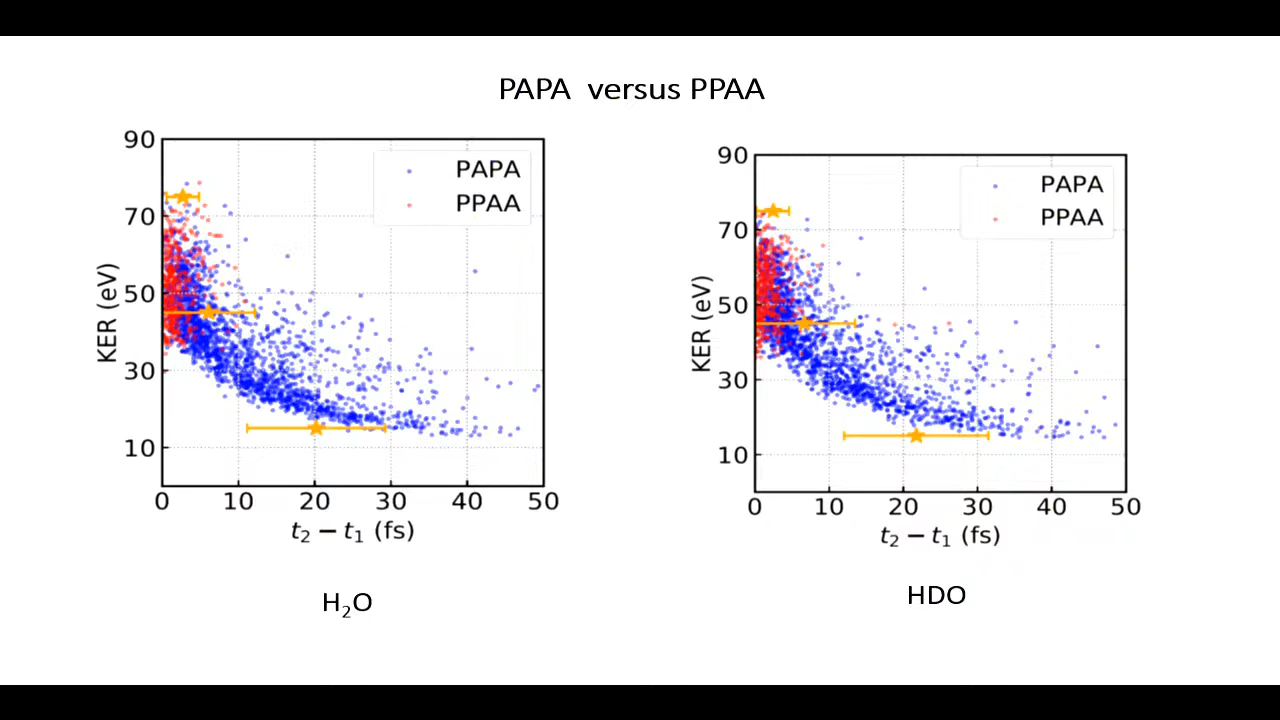 PAPA versus PPAA
90
70
50
30
10
KER (eV)
PAPA
PPAA
0 10 20 30 40 50
t₂ − t₁ (fs)
H₂O
90
70
50
30
10
KER (eV)
PAPA
PPAA
0 10 20 30 40 50
t₂ − t₁ (fs)
HDO